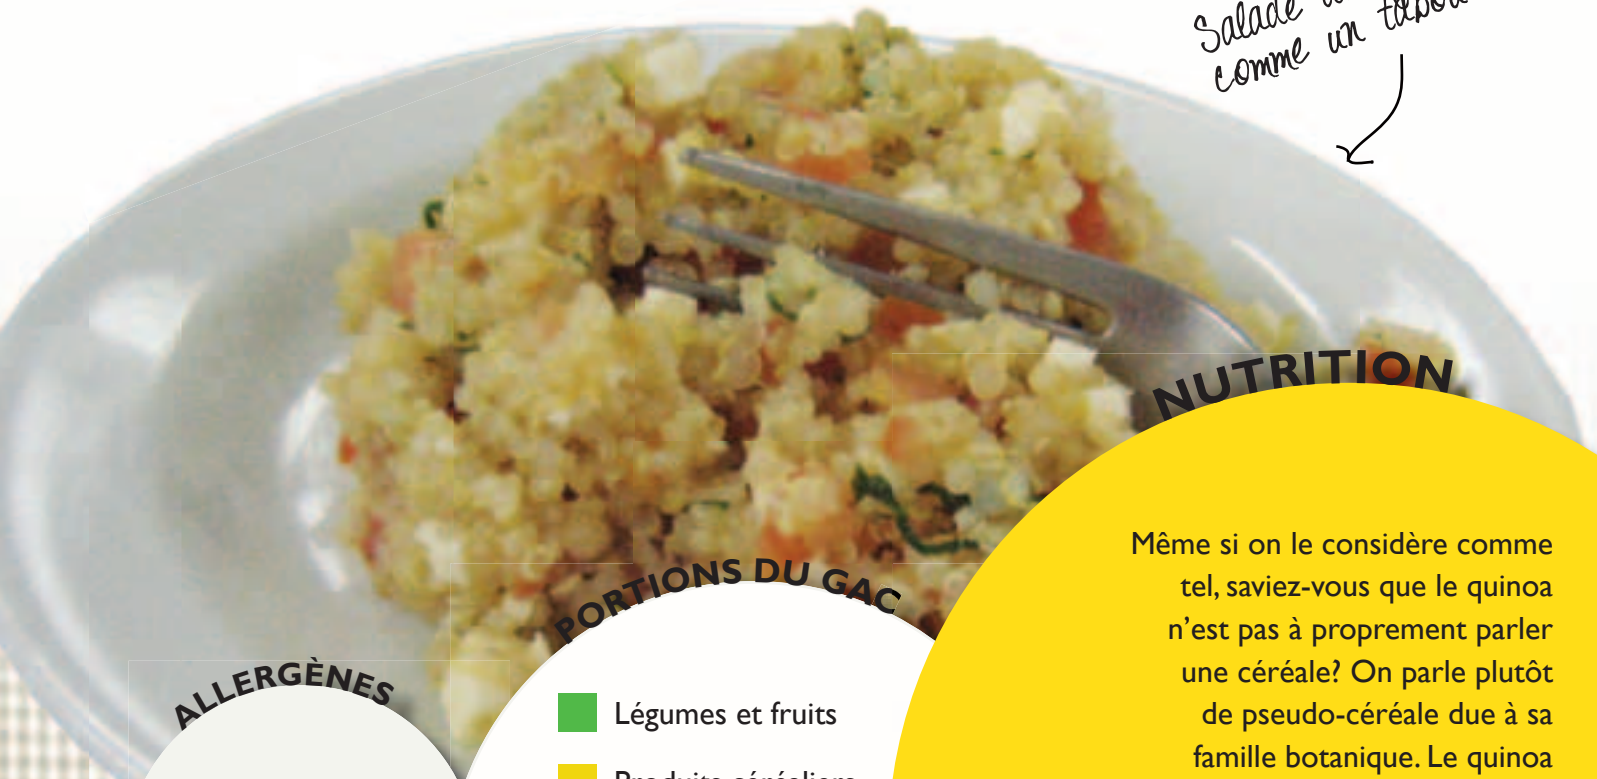 Salade
comme un
NUTRITION
Même si on le considère comme
tel, saviez-vous que le quinoa
n’est pas à proprement parler
une céréale? On parle plutôt
de pseudo-céréale due à sa
famille botanique. Le quinoa
PORTIONS DU GAC
Légumes et fruits
Produits céréaliers
ALLERGÈNES